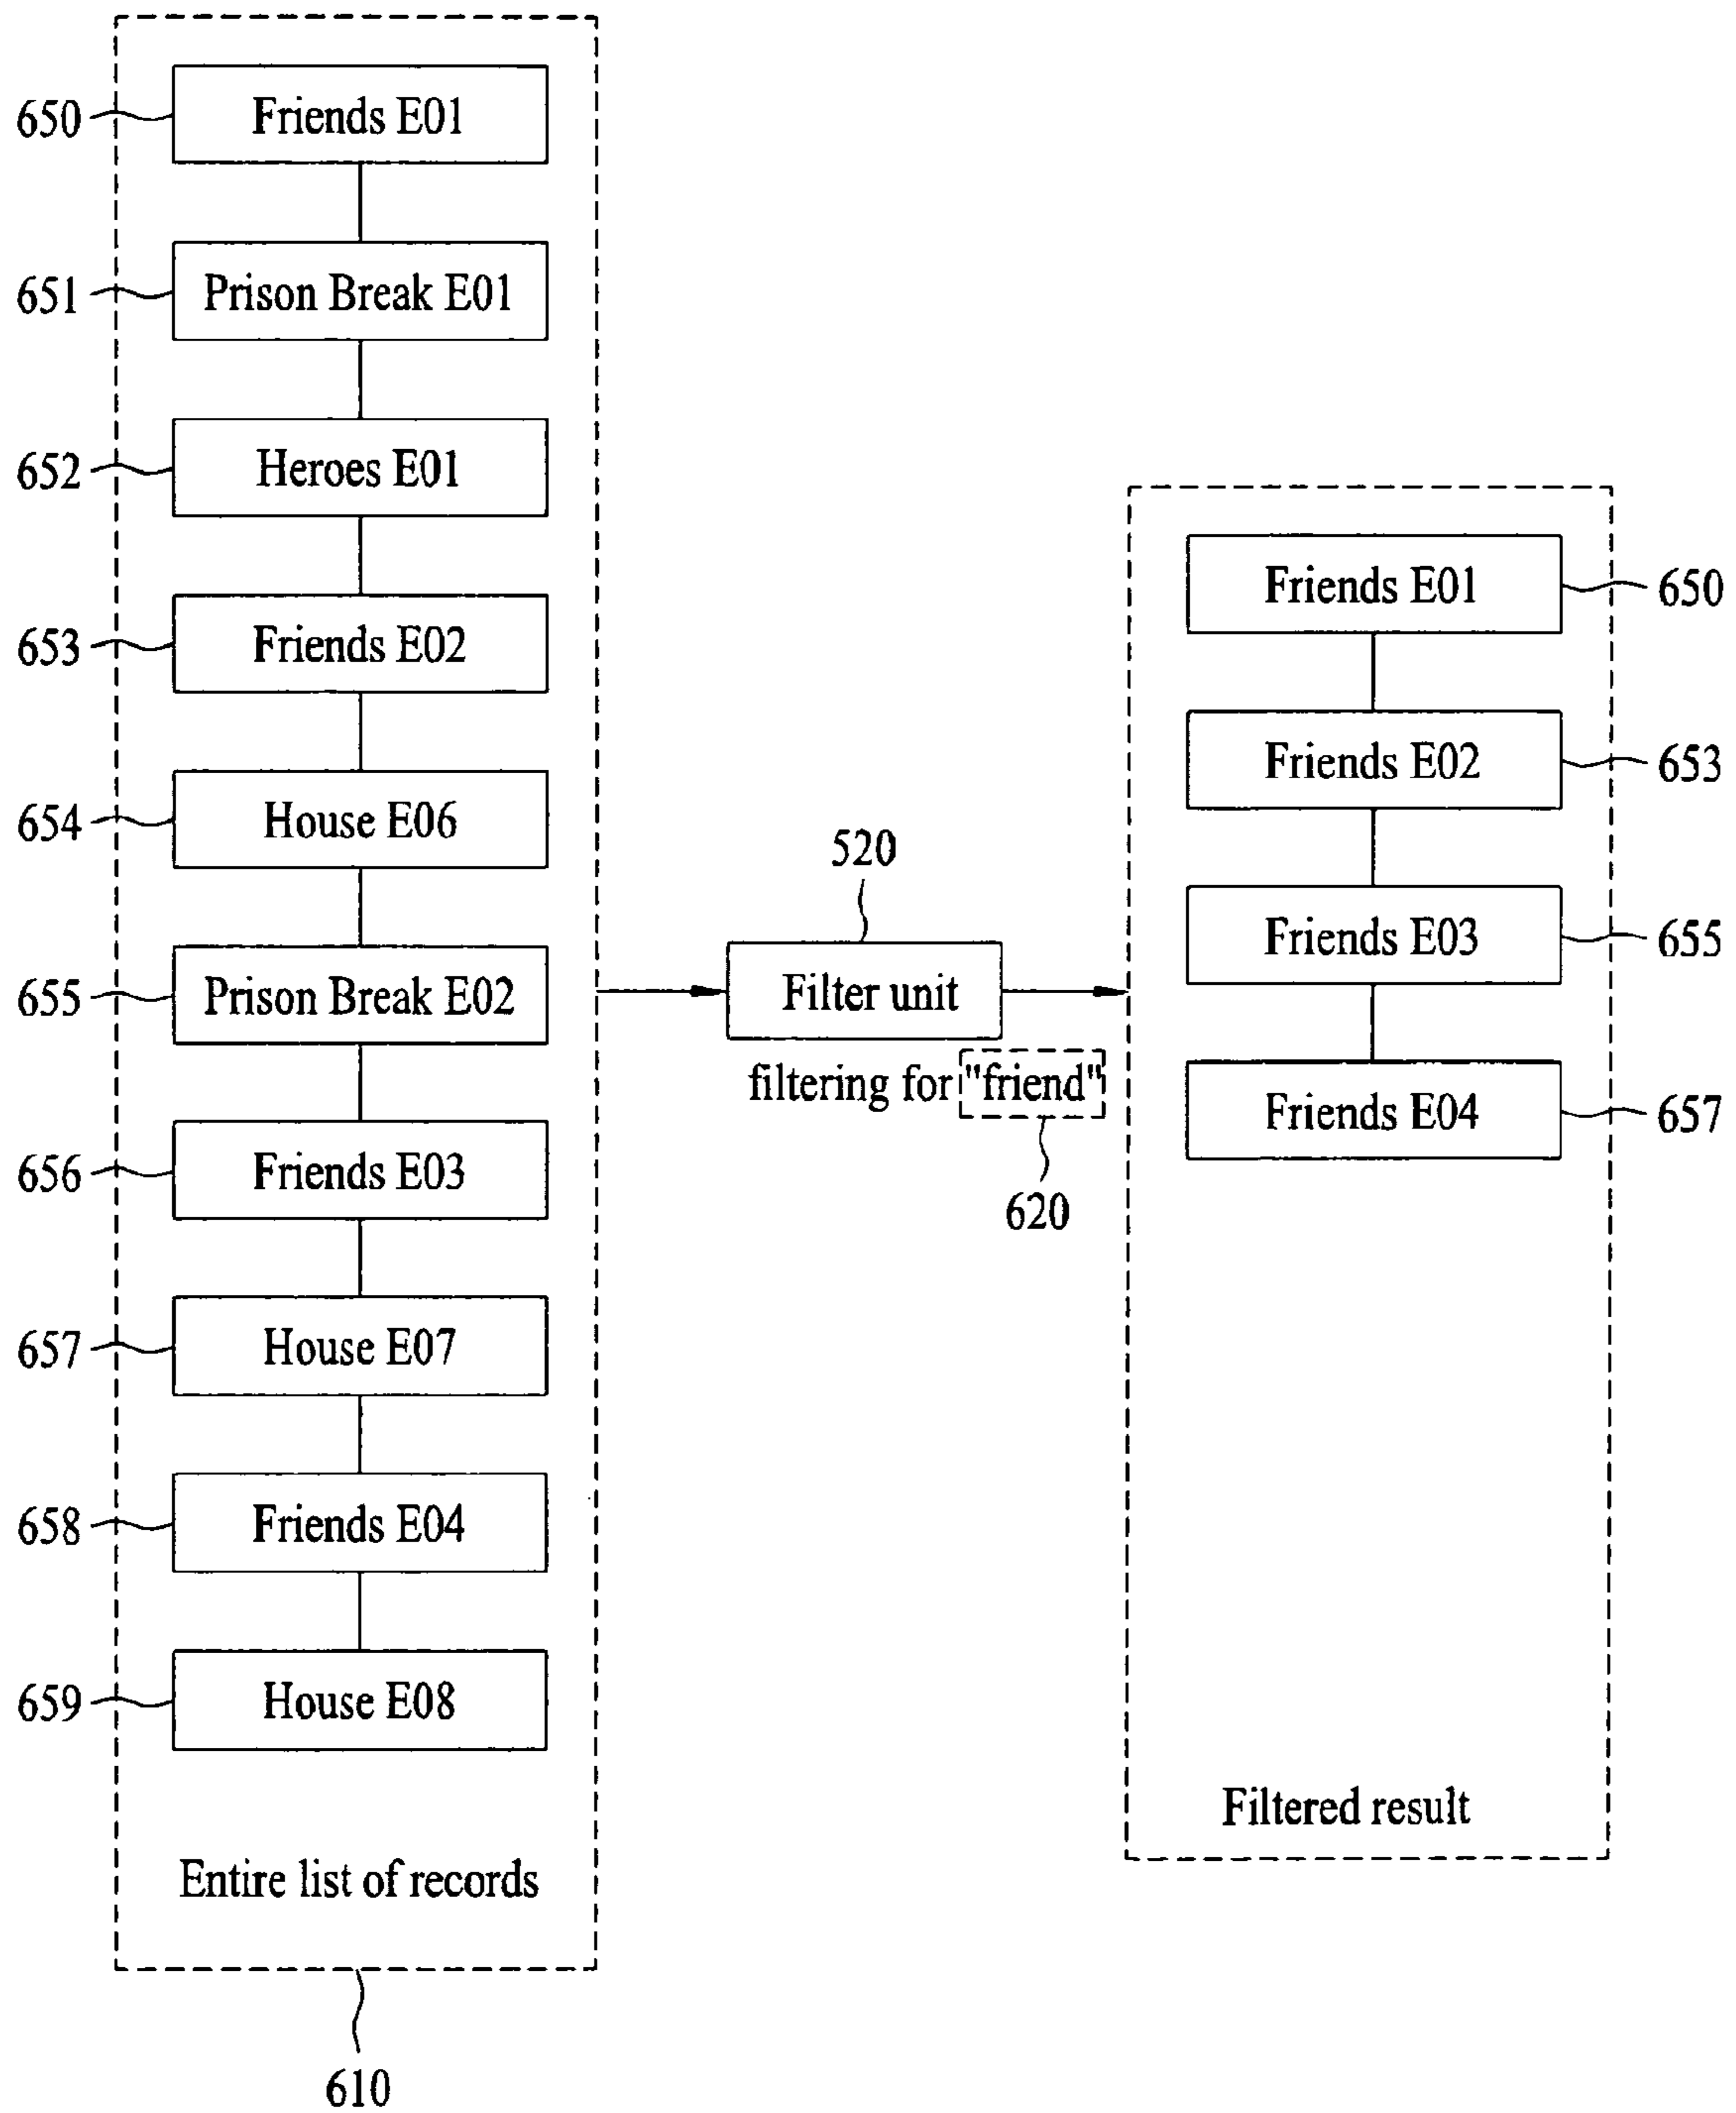 650
Friends E01
651
Prison Break E01
652
Heroes E01
653
Friends E02
654
House E06
655
Prison Break E02
656
Friends E03
657
House E07
658
Friends E04
659
House E08
Entire list of records
610
520
Filter unit
filtering for "friend"
620
Friends E01
650
Friends E02
653
Friends E03
655
Friends E04
657
Filtered result